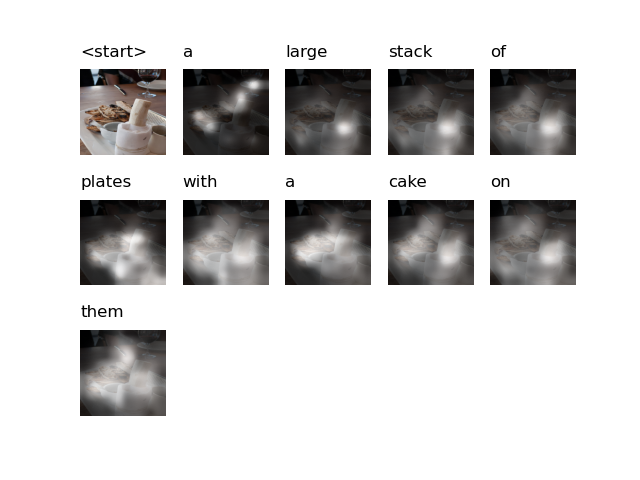 <start> a large stack of
plates with a cake on
them